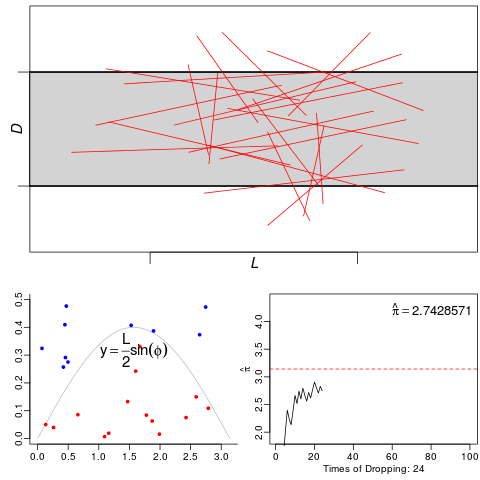 D
L
0.5
0.4
0.3
0.2
0.1
0.0
y = L/2 sin(ϕ)
0.0 0.5 1.0 1.5 2.0 2.5 3.0
π̂ = 2.7428571
4.0
3.5
3.0
2.5
2.0
π̂
0 20 40 60 80 100
Times of Dropping: 24